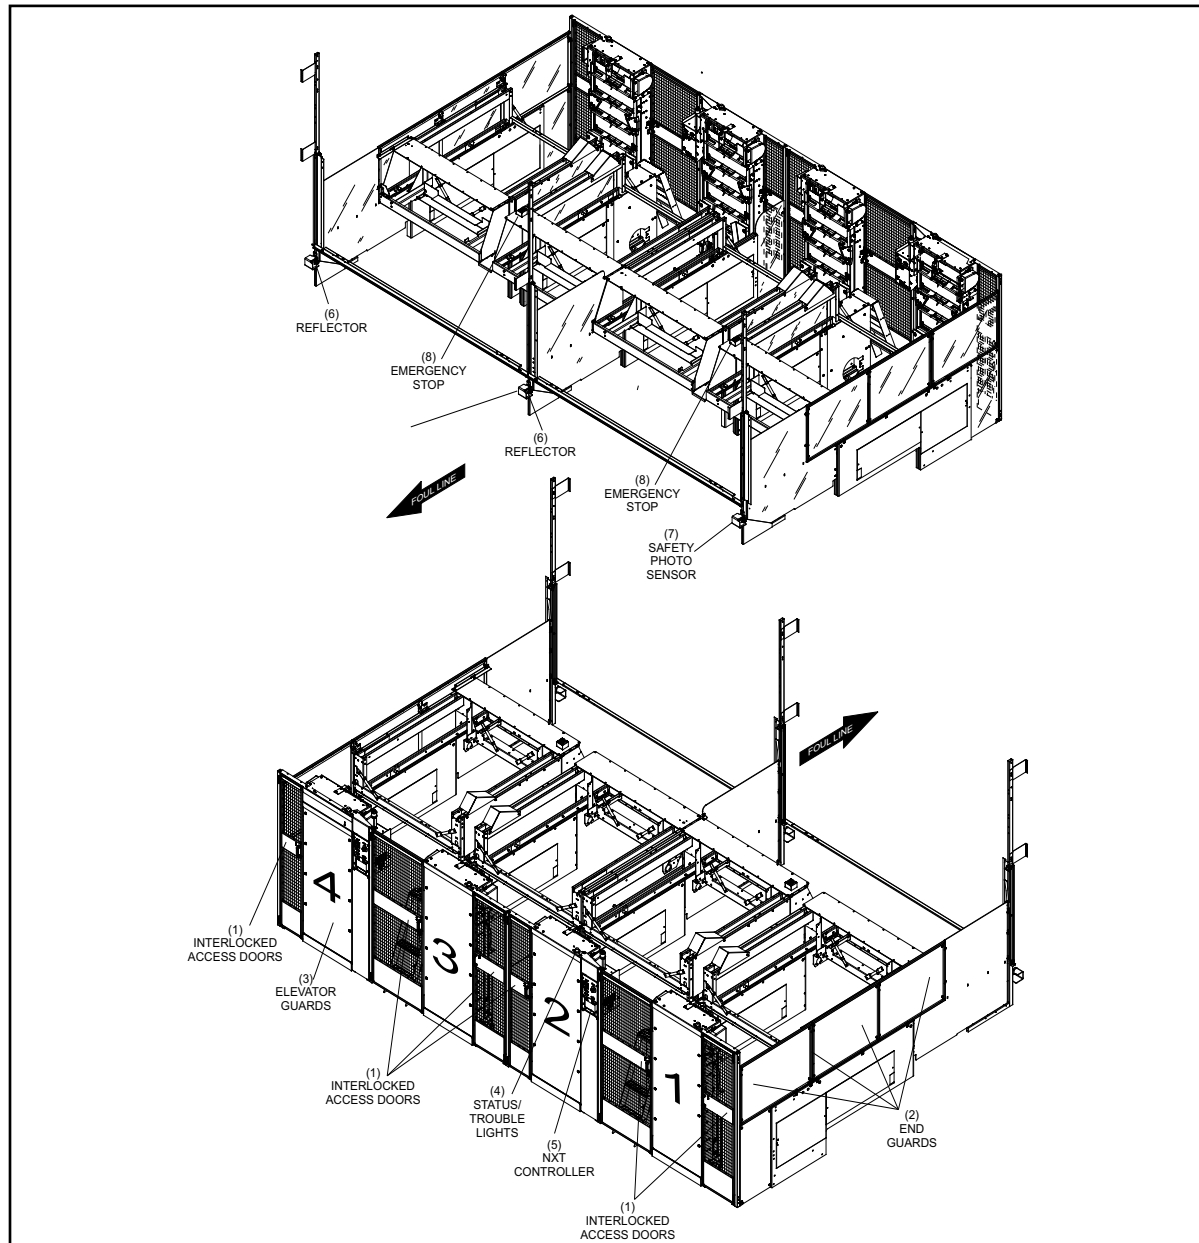 (6)
REFLECTOR
(8)
EMERGENCY
STOP
(6)
REFLECTOR
FOUL LINE
(8)
EMERGENCY
STOP
(7)
SAFETY
PHOTO
SENSOR
FOUL LINE
4
3
2
1
(1)
INTERLOCKED
ACCESS DOORS
(3)
ELEVATOR
GUARDS
(1)
INTERLOCKED
ACCESS DOORS
(4)
STATUS/
TROUBLE
LIGHTS
(5)
NXT
CONTROLLER
(2)
END
GUARDS
(1)
INTERLOCKED
ACCESS DOORS